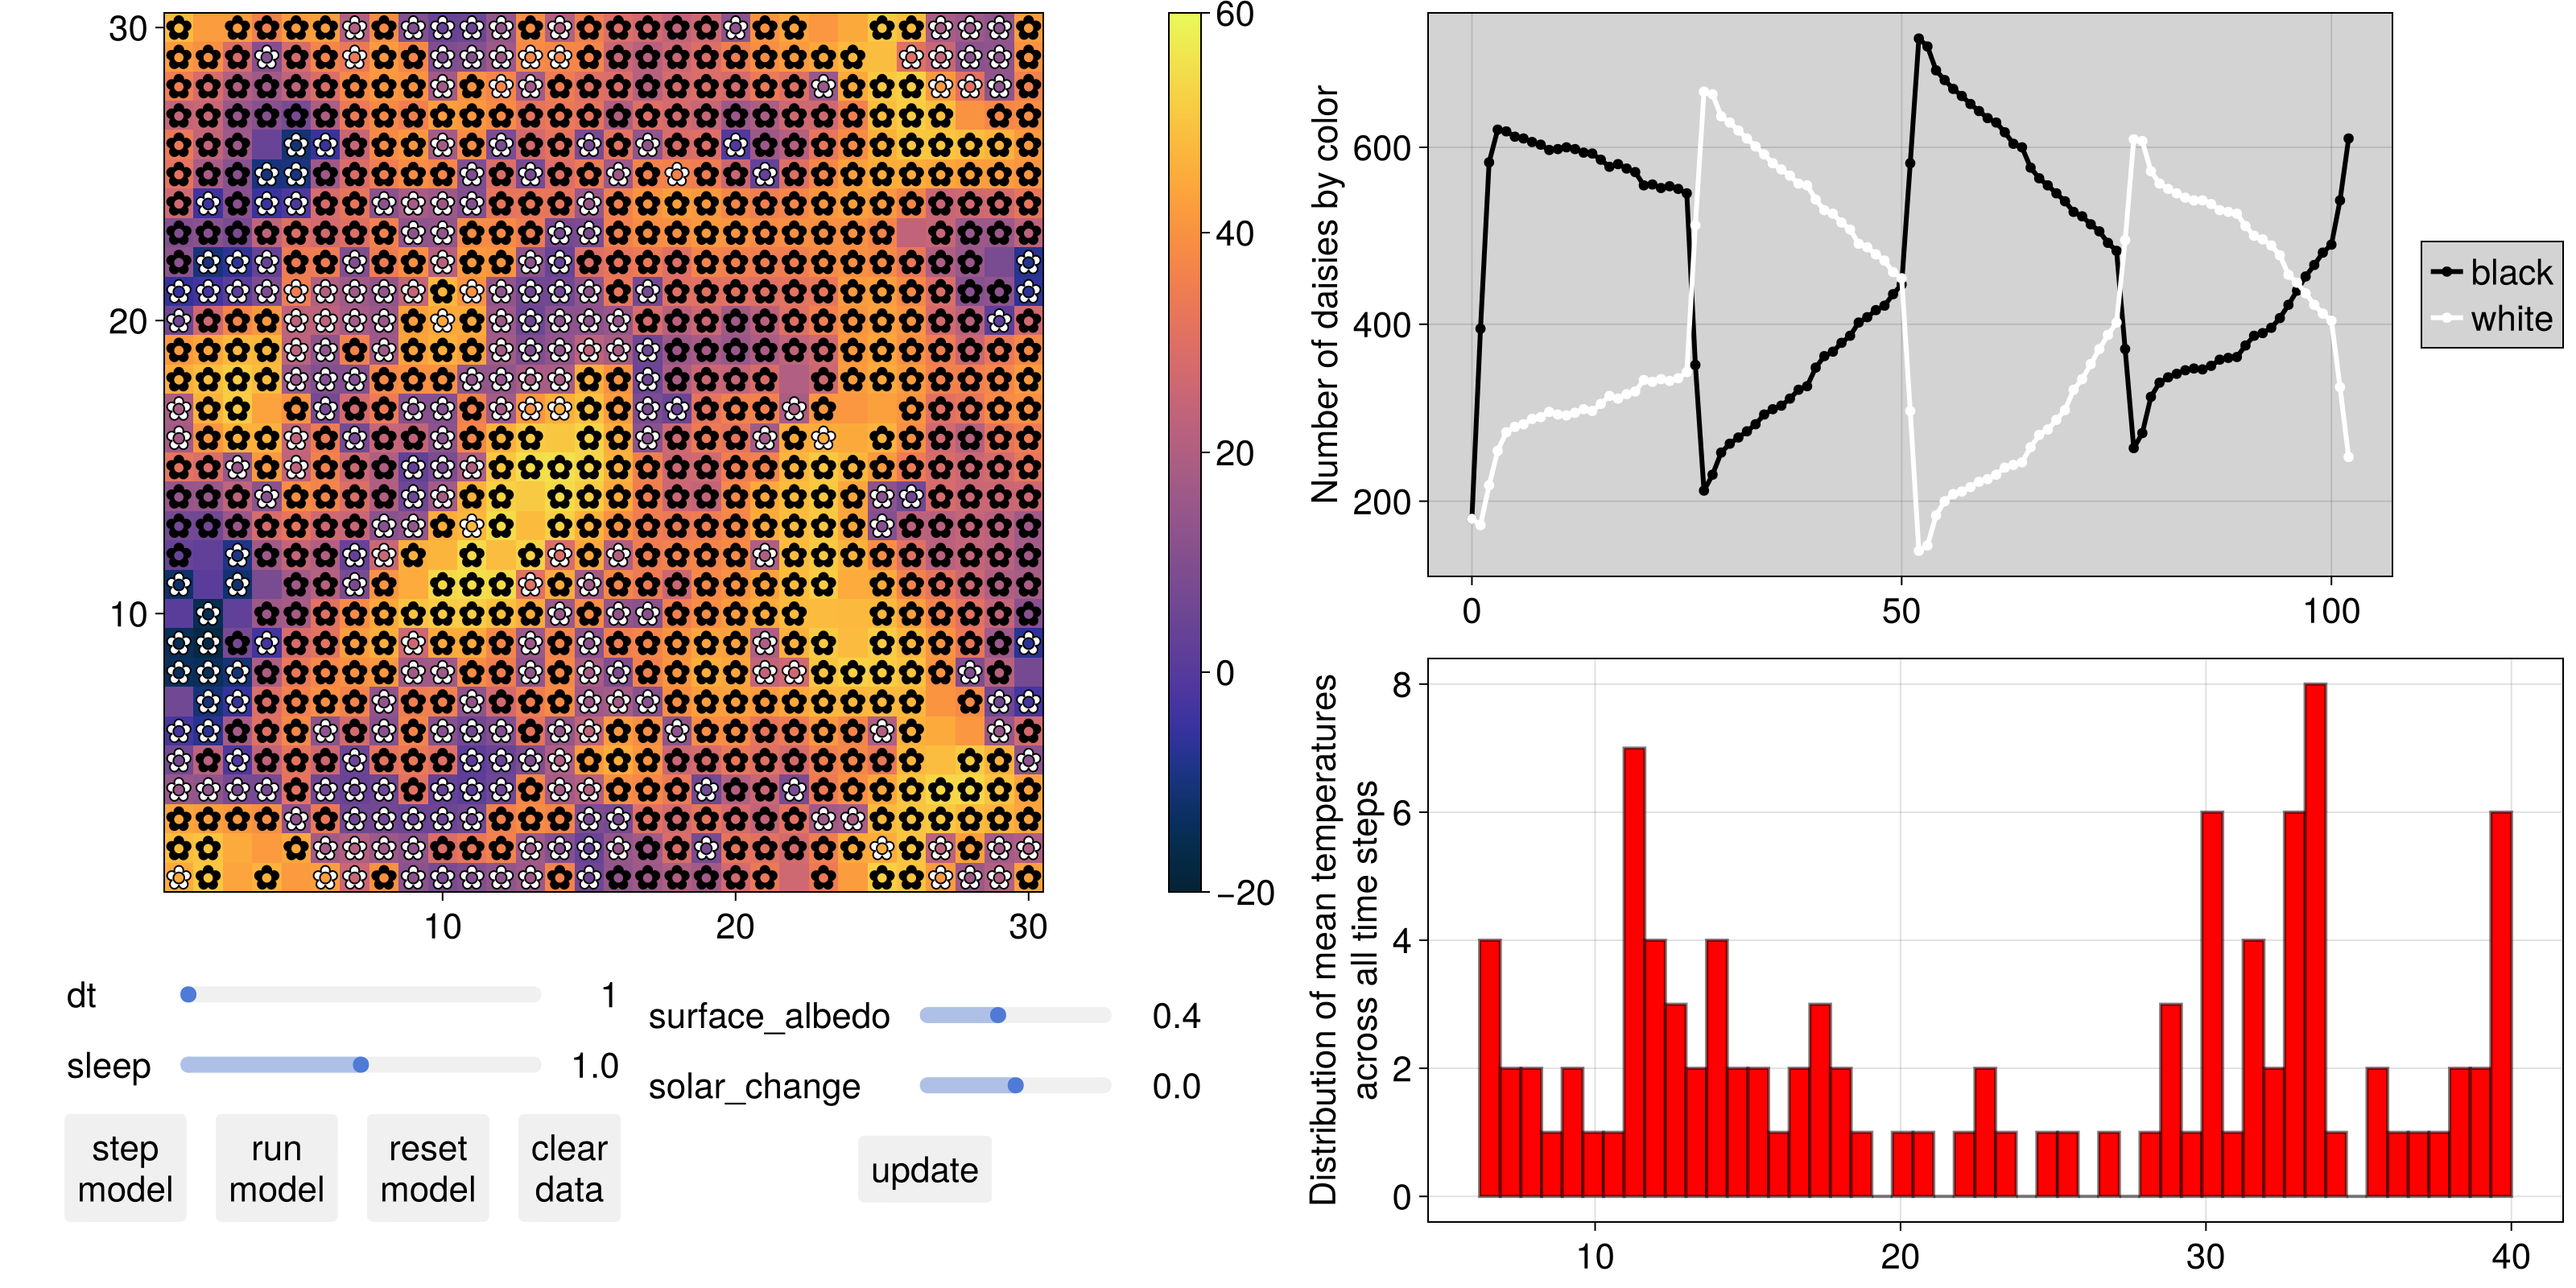 30
20
10
10
20
30
60
40
20
0
−20
Number of daisies by color
600
400
200
0
50
100
black
white
Distribution of mean temperatures
across all time steps
8
6
4
2
0
10
20
30
40
dt
1
sleep
1.0
surface_albedo
0.4
solar_change
0.0
step
model
run
model
reset
model
clear
data
update